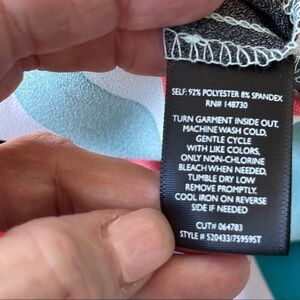 SELF: 92% POLYESTER 8% SPANDEX
RN# 148730
TURN GARMENT INSIDE OUT,
MACHINE WASH COLD,
GENTLE CYCLE
WITH LIKE COLORS,
ONLY NON-CHLORINE
BLEACH WHEN NEEDED.
TUMBLE DRY LOW
REMOVE PROMPTLY.
COOL IRON ON REVERSE
SIDE IF NEEDED
CUT# 064783
STYLE # 520433/75959ST